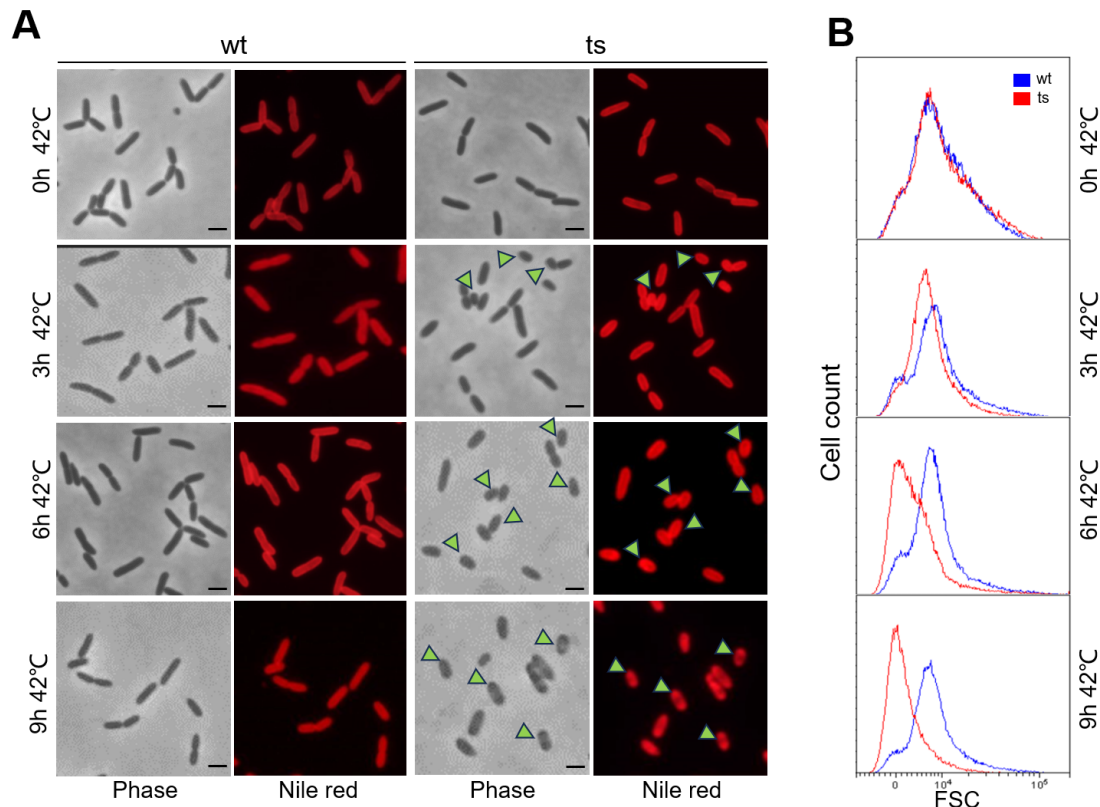 A
B
wt
ts
wt
ts
0h 42°C
0h 42°C
3h 42°C
3h 42°C
6h 42°C
6h 42°C
9h 42°C
9h 42°C
Cell count
0
10⁴
10⁵
FSC
Phase
Nile red
Phase
Nile red